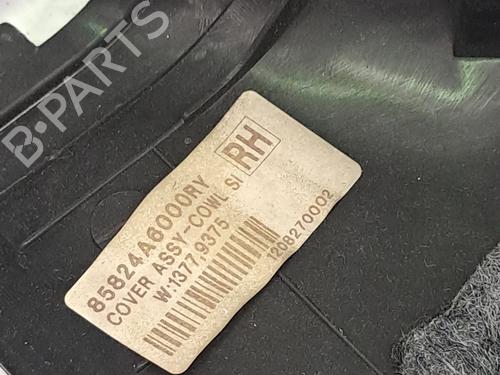 B-PARTS
RH
85824A6000RY
COVER ASSY-COWL SI
W:1377,9375
1208270002